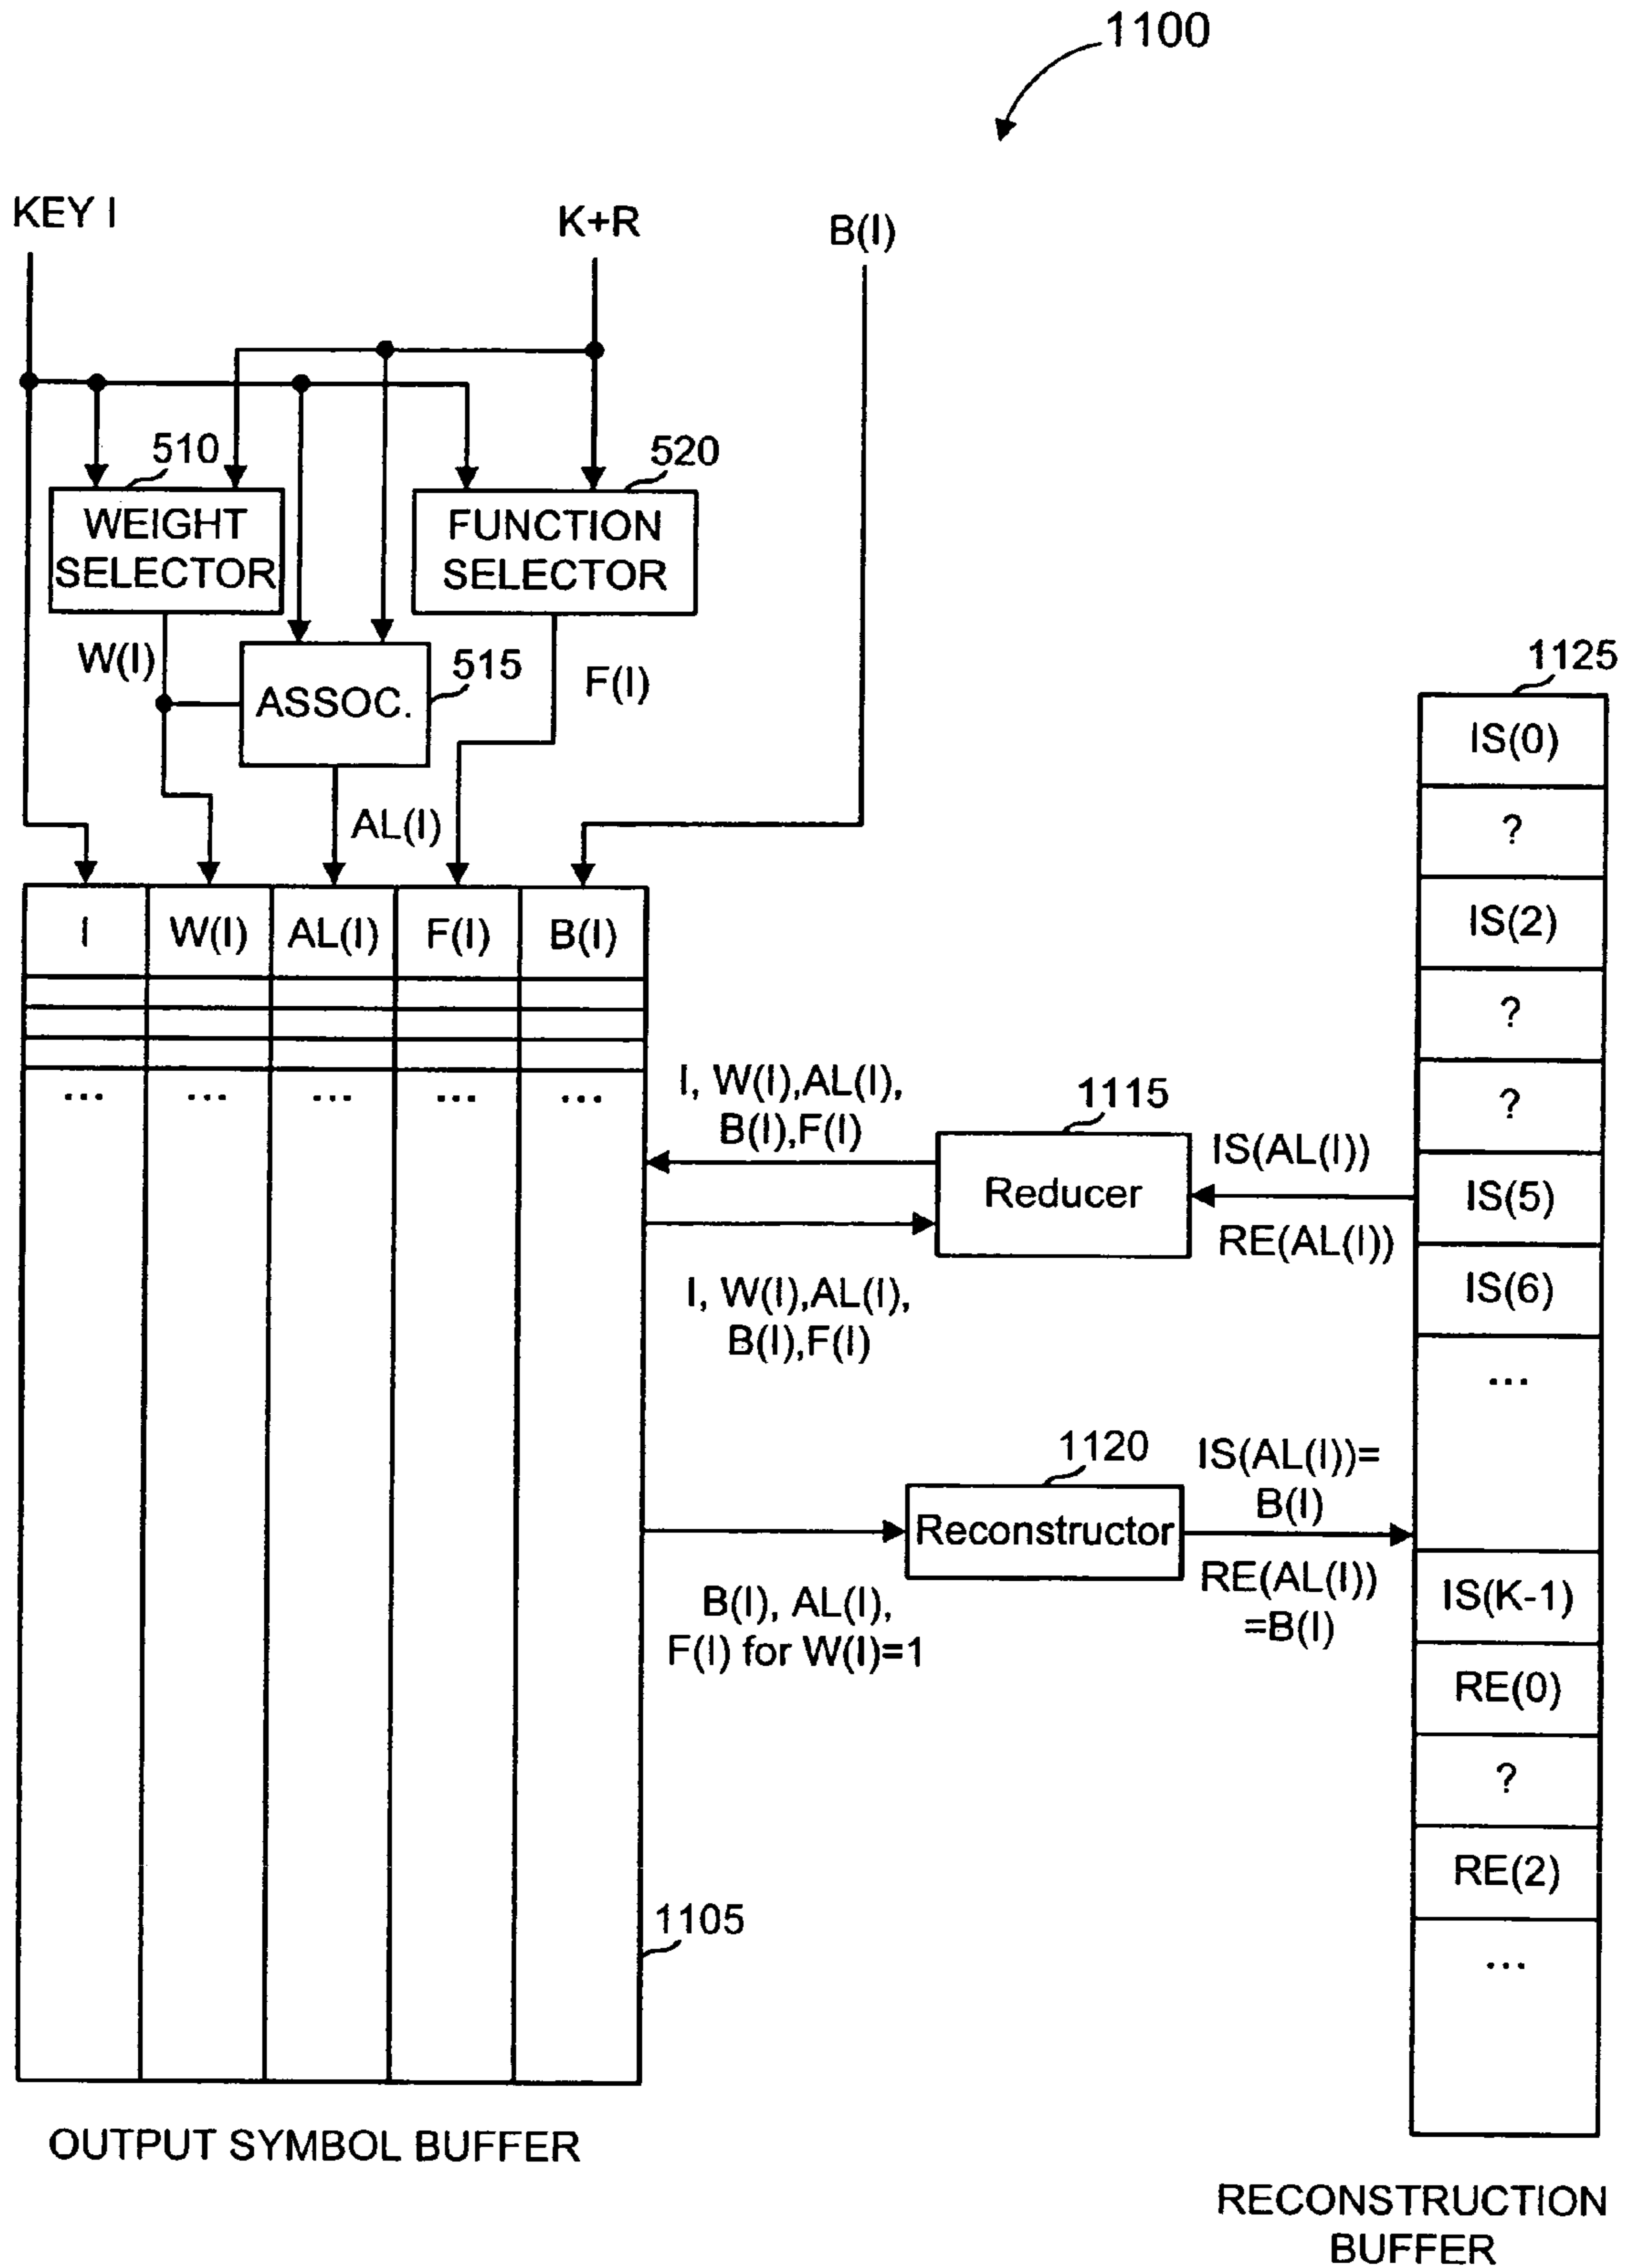 1100
KEY I
K+R
B(I)
510
520
WEIGHT
SELECTOR
FUNCTION
SELECTOR
W(I)
515
F(I)
ASSOC.
AL(I)
I
W(I)
AL(I)
F(I)
B(I)
...
...
...
...
...
I, W(I),AL(I),
B(I),F(I)
1115
Reducer
IS(AL(I))
RE(AL(I))
I, W(I),AL(I),
B(I),F(I)
1120
Reconstructor
IS(AL(I))=
B(I)
RE(AL(I))
=B(I)
B(I), AL(I),
F(I) for W(I)=1
1105
OUTPUT SYMBOL BUFFER
1125
IS(0)
?
IS(2)
?
?
IS(5)
IS(6)
...
IS(K-1)
RE(0)
?
RE(2)
...
RECONSTRUCTION
BUFFER